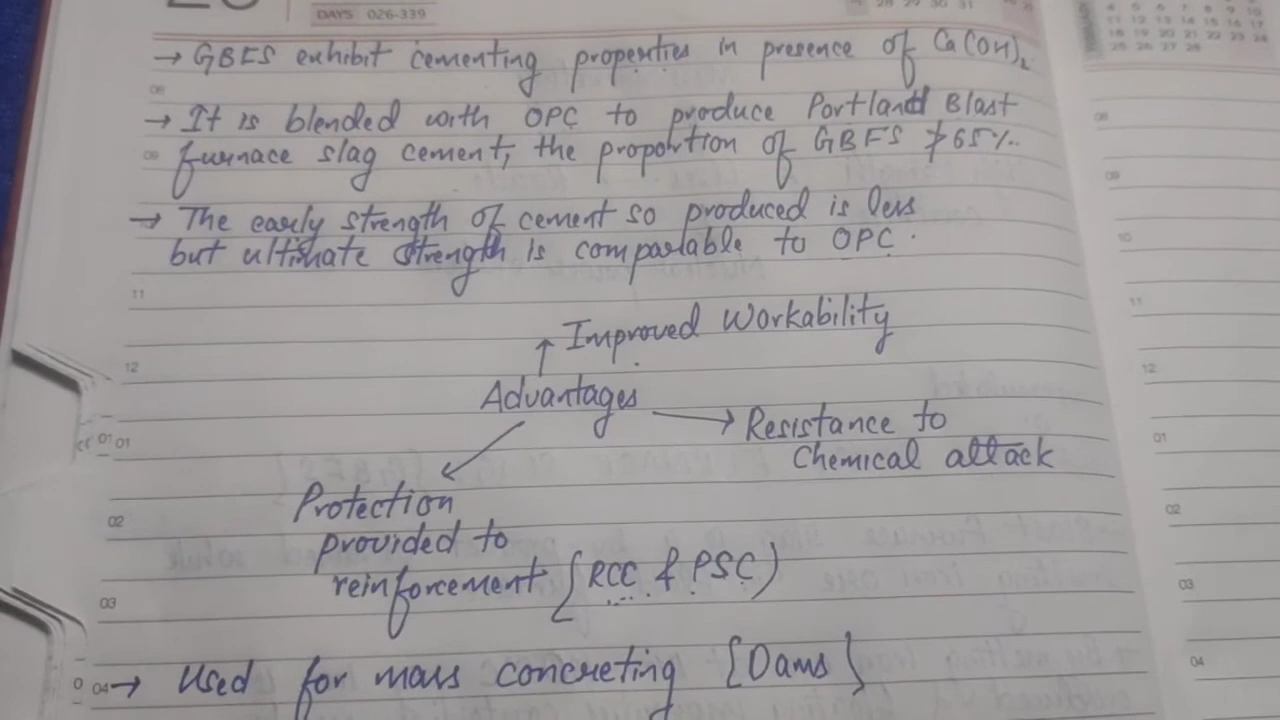 DAYS 026-339
→ GBFS exhibit cementing properties in presence of Ca(OH)2
→ It is blended with OPC to produce Portland Blast
furnace slag cement, the proportion of GBFS ≯ 65%.
→ The early strength of cement so produced is less
but ultimate strength is comparable to OPC.
Improved Workability
Advantages
Resistance to
Chemical attack
Protection
provided to
reinforcement [RCC & PSC)
→ Used for mass concreting [Dams]